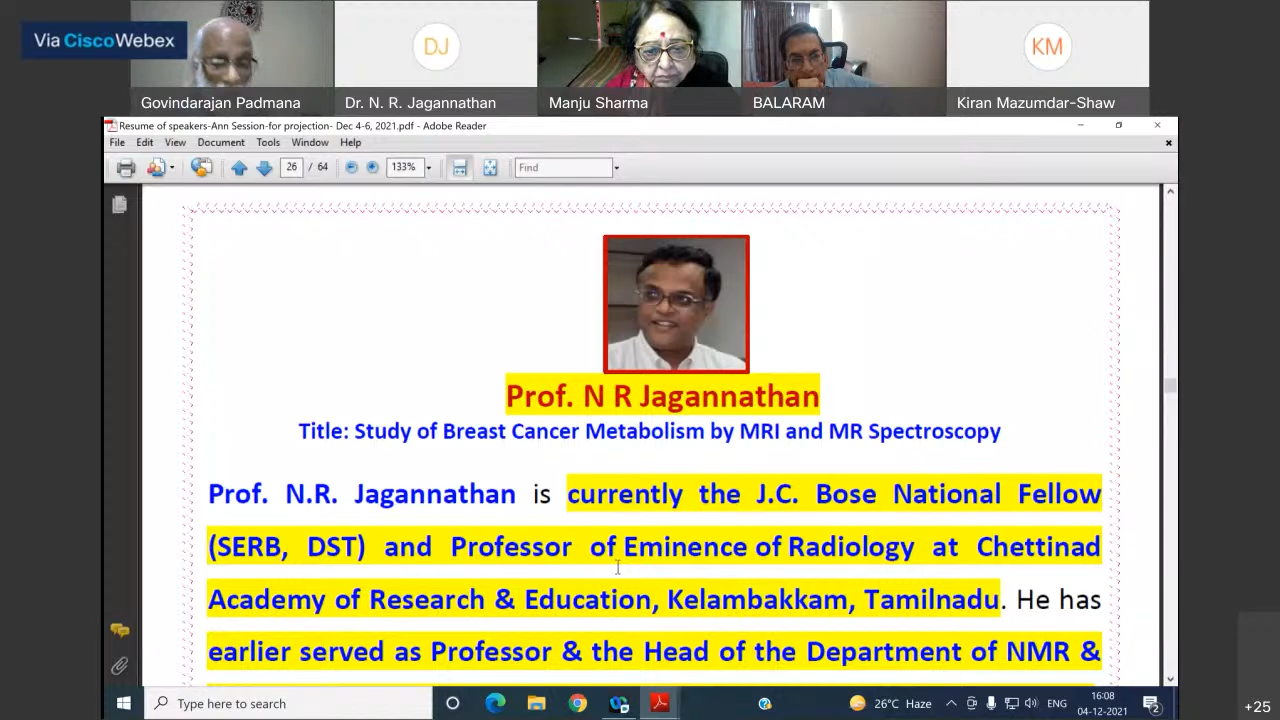 Via Cisco Webex
DJ
KM
Govindarajan Padmana
Dr. N. R. Jagannathan
Manju Sharma
BALARAM
Kiran Mazumdar-Shaw
Resume of speakers-Ann Session-for projection- Dec 4-6, 2021.pdf - Adobe Reader
File Edit View Document Tools Window Help
26 / 64 133% Find
Prof. N R Jagannathan
Title: Study of Breast Cancer Metabolism by MRI and MR Spectroscopy
Prof. N.R. Jagannathan is currently the J.C. Bose National Fellow
(SERB, DST) and Professor of Eminence of Radiology at Chettinad
Academy of Research & Education, Kelambakkam, Tamilnadu. He has
earlier served as Professor & the Head of the Department of NMR &
Type here to search
26°C Haze
ENG
16:08
04-12-2021
2
+25